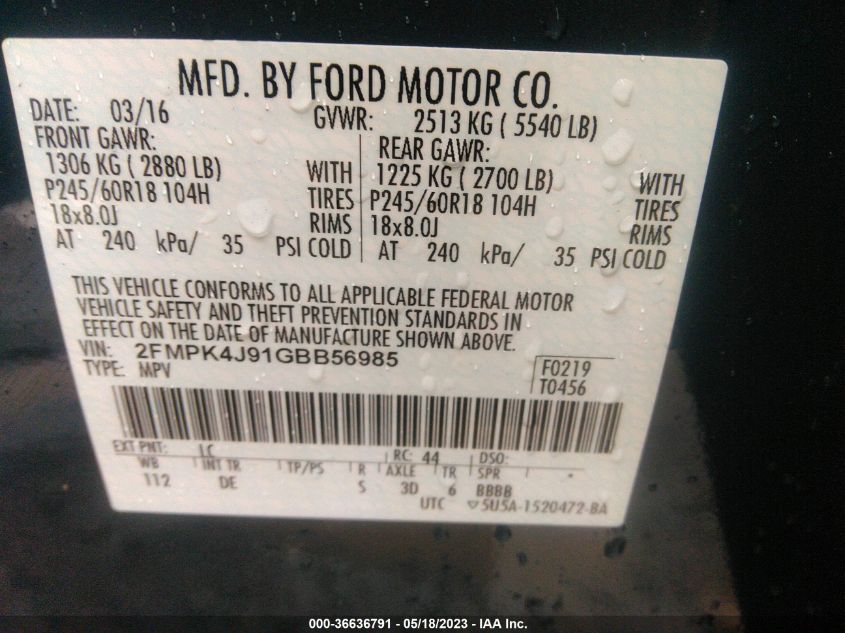 MFD. BY FORD MOTOR CO.
DATE: 03/16 GVWR: 2513 KG ( 5540 LB)
FRONT GAWR: REAR GAWR:
1306 KG ( 2880 LB) WITH 1225 KG ( 2700 LB) WITH
P245/60R18 104H TIRES P245/60R18 104H TIRES
18x8.0J RIMS 18x8.0J RIMS
AT 240 kPa/ 35 PSI COLD AT 240 kPa/ 35 PSI COLD
THIS VEHICLE CONFORMS TO ALL APPLICABLE FEDERAL MOTOR
VEHICLE SAFETY AND THEFT PREVENTION STANDARDS IN
EFFECT ON THE DATE OF MANUFACTURE SHOWN ABOVE.
VIN: 2FMPK4J91GBB56985 F0219
TYPE: MPV T0456
EXT PNT: LC RC: 44 DSO:
WB INT TR TP/PS R AXLE TR SPR
112 DE S 3D 6 BBBB
UTC ▽5U5A-1520472-BA
000-36636791 - 05/18/2023 - IAA Inc.